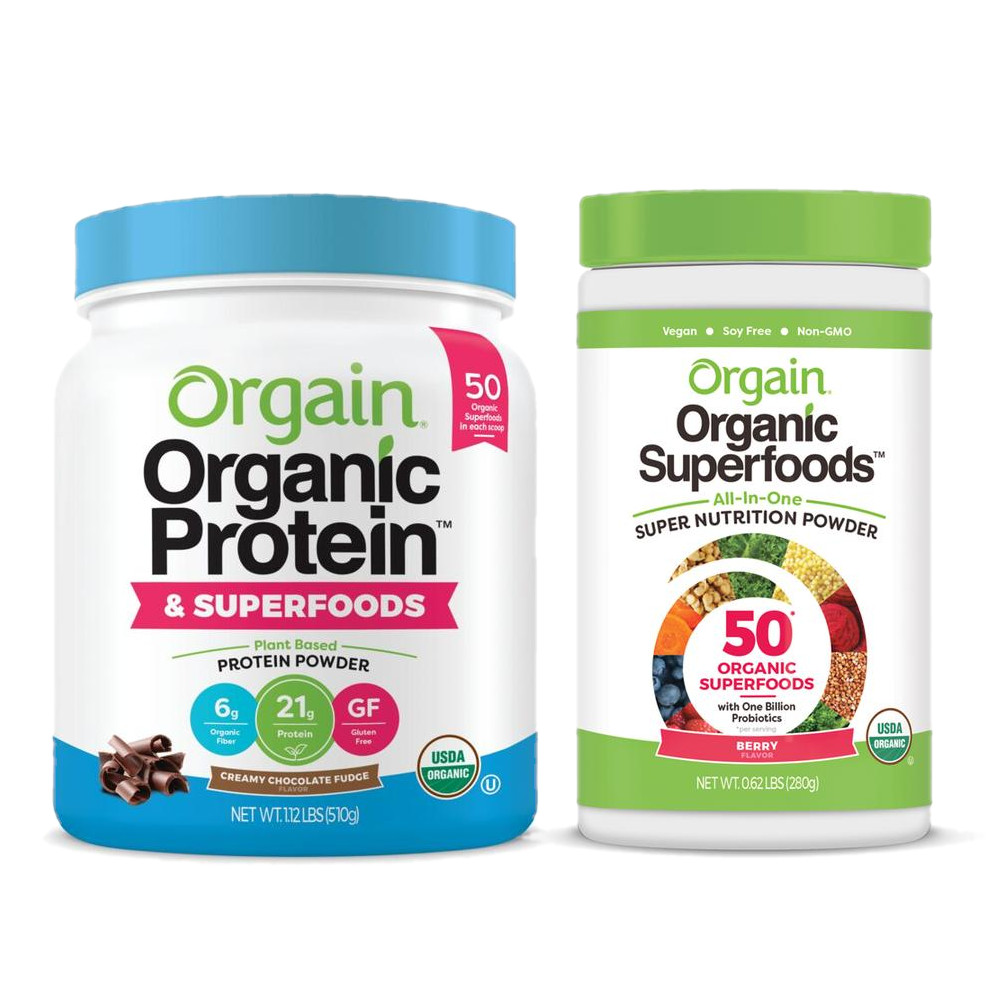 Orgain®
Organic
Protein™
& SUPERFOODS
Plant Based
PROTEIN POWDER
50
Organic
Superfoods
in each scoop
6g
Organic
Fiber
21g
Protein
GF
Gluten
Free
CREAMY CHOCOLATE FUDGE
FLAVOR
NET WT. 1.12 LBS (510g)
USDA
ORGANIC
U
Vegan • Soy Free • Non-GMO
Orgain®
Organic
Superfoods™
All-In-One
SUPER NUTRITION POWDER
50*
ORGANIC
SUPERFOODS
with One Billion
Probiotics
*per serving
BERRY
FLAVOR
USDA
ORGANIC
U
NET WT. 0.62 LBS (280g)